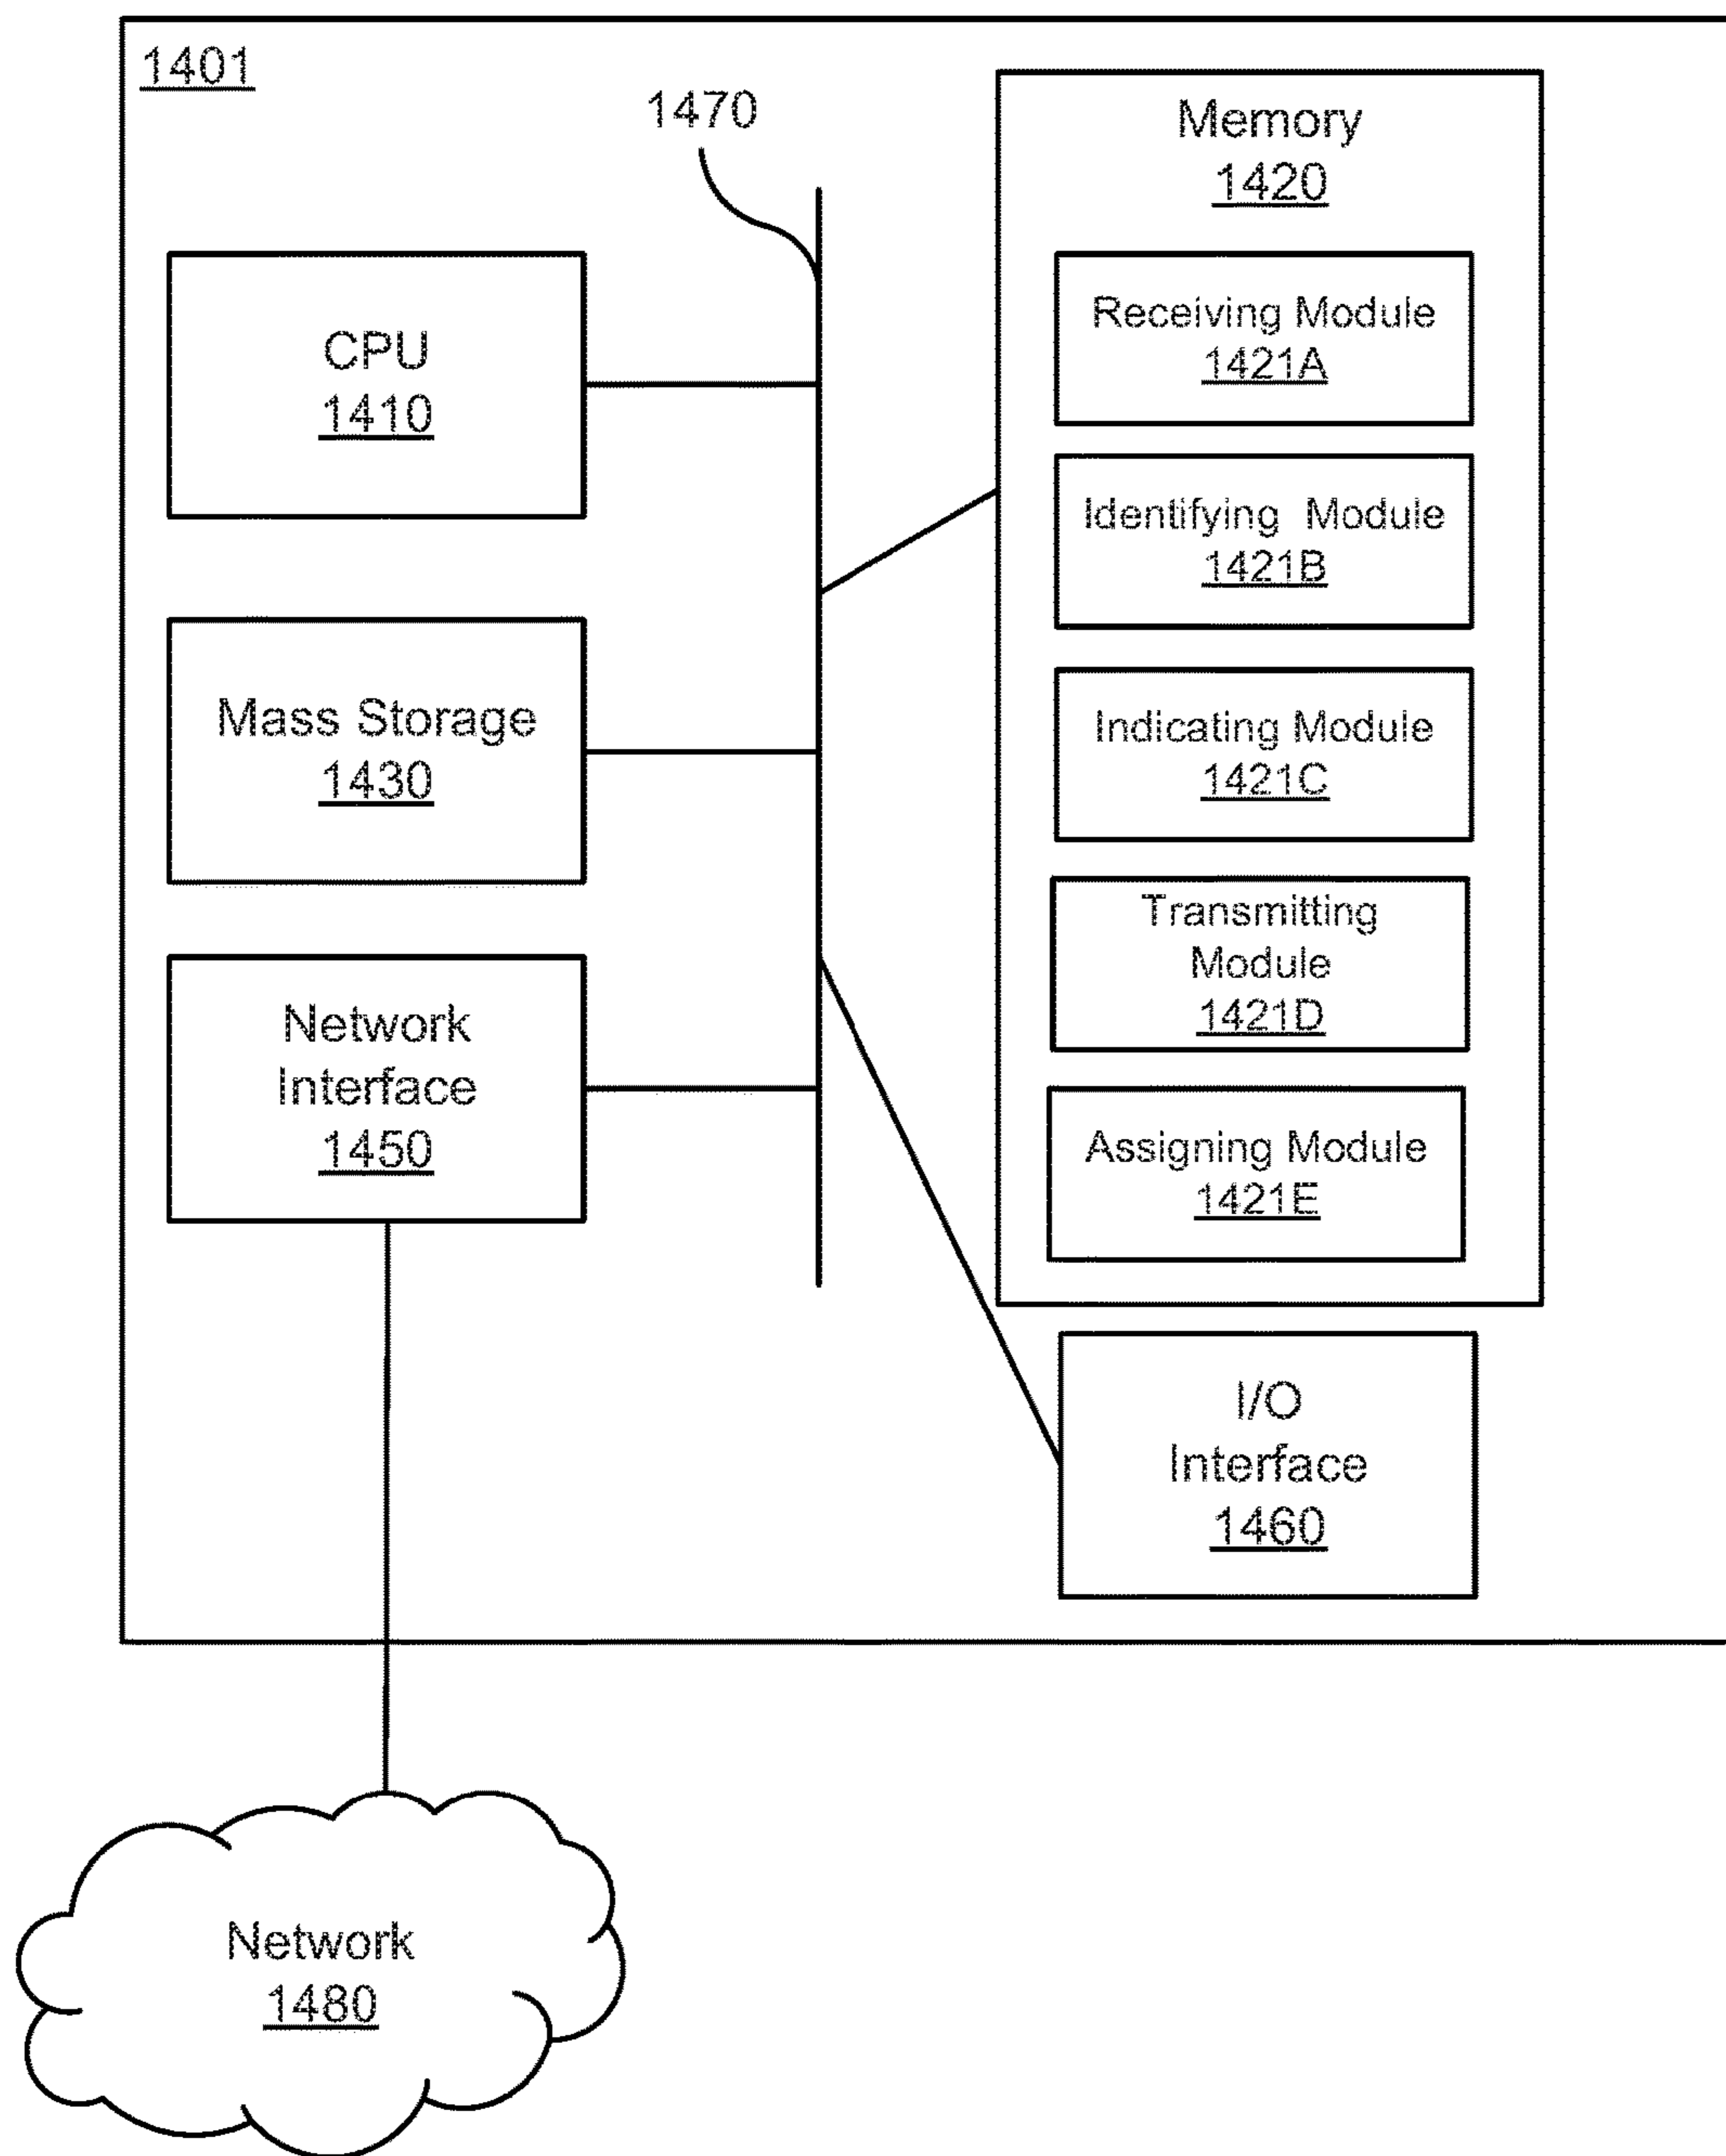 1401
1470
Memory
1420
CPU
1410
Receiving Module
1421A
Identifying Module
1421B
Mass Storage
1430
Indicating Module
1421C
Transmitting
Module
1421D
Network
Interface
1450
Assigning Module
1421E
I/O
Interface
1460
Network
1480